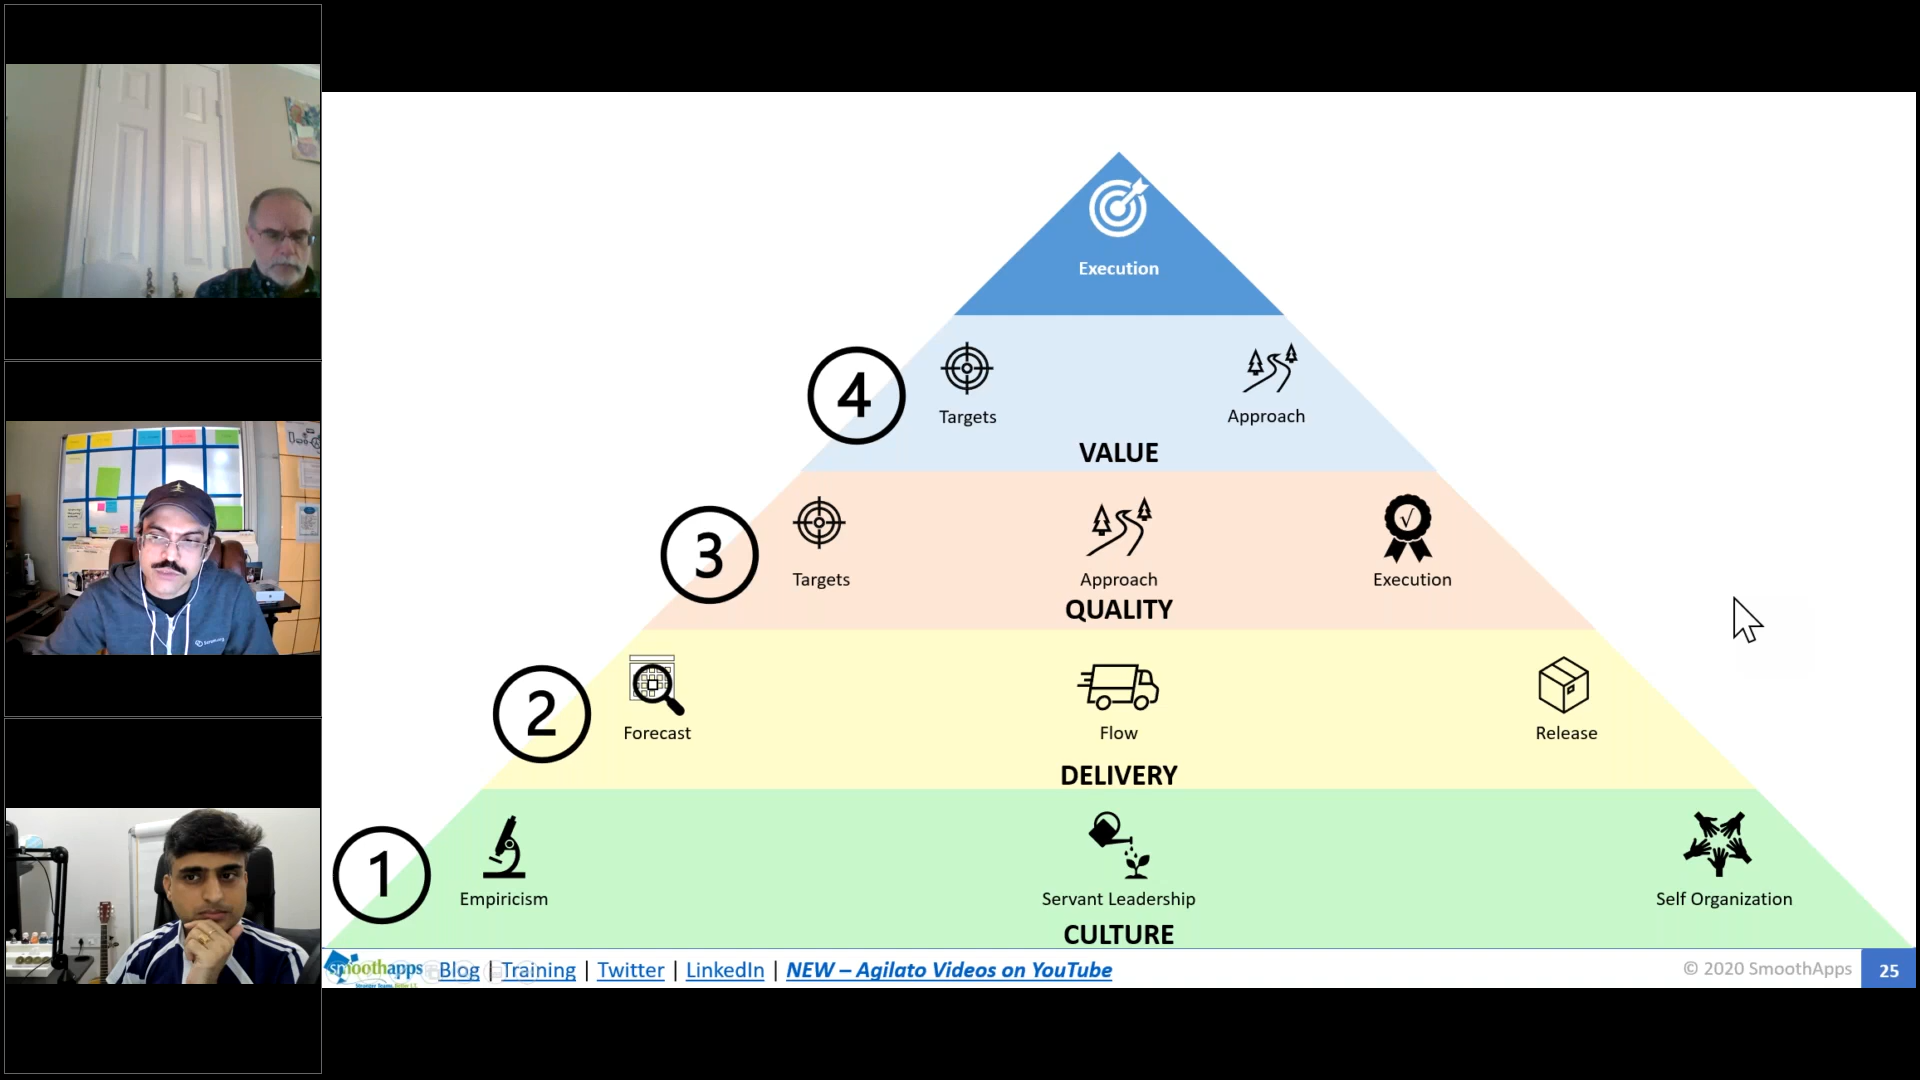 Execution
4
Targets
Approach
VALUE
3
Targets
Approach
Execution
QUALITY
2
Forecast
Flow
Release
DELIVERY
1
Empiricism
Servant Leadership
Self Organization
CULTURE
smoothapps
Blog | Training | Twitter | LinkedIn | NEW – Agilato Videos on YouTube
© 2020 SmoothApps
25